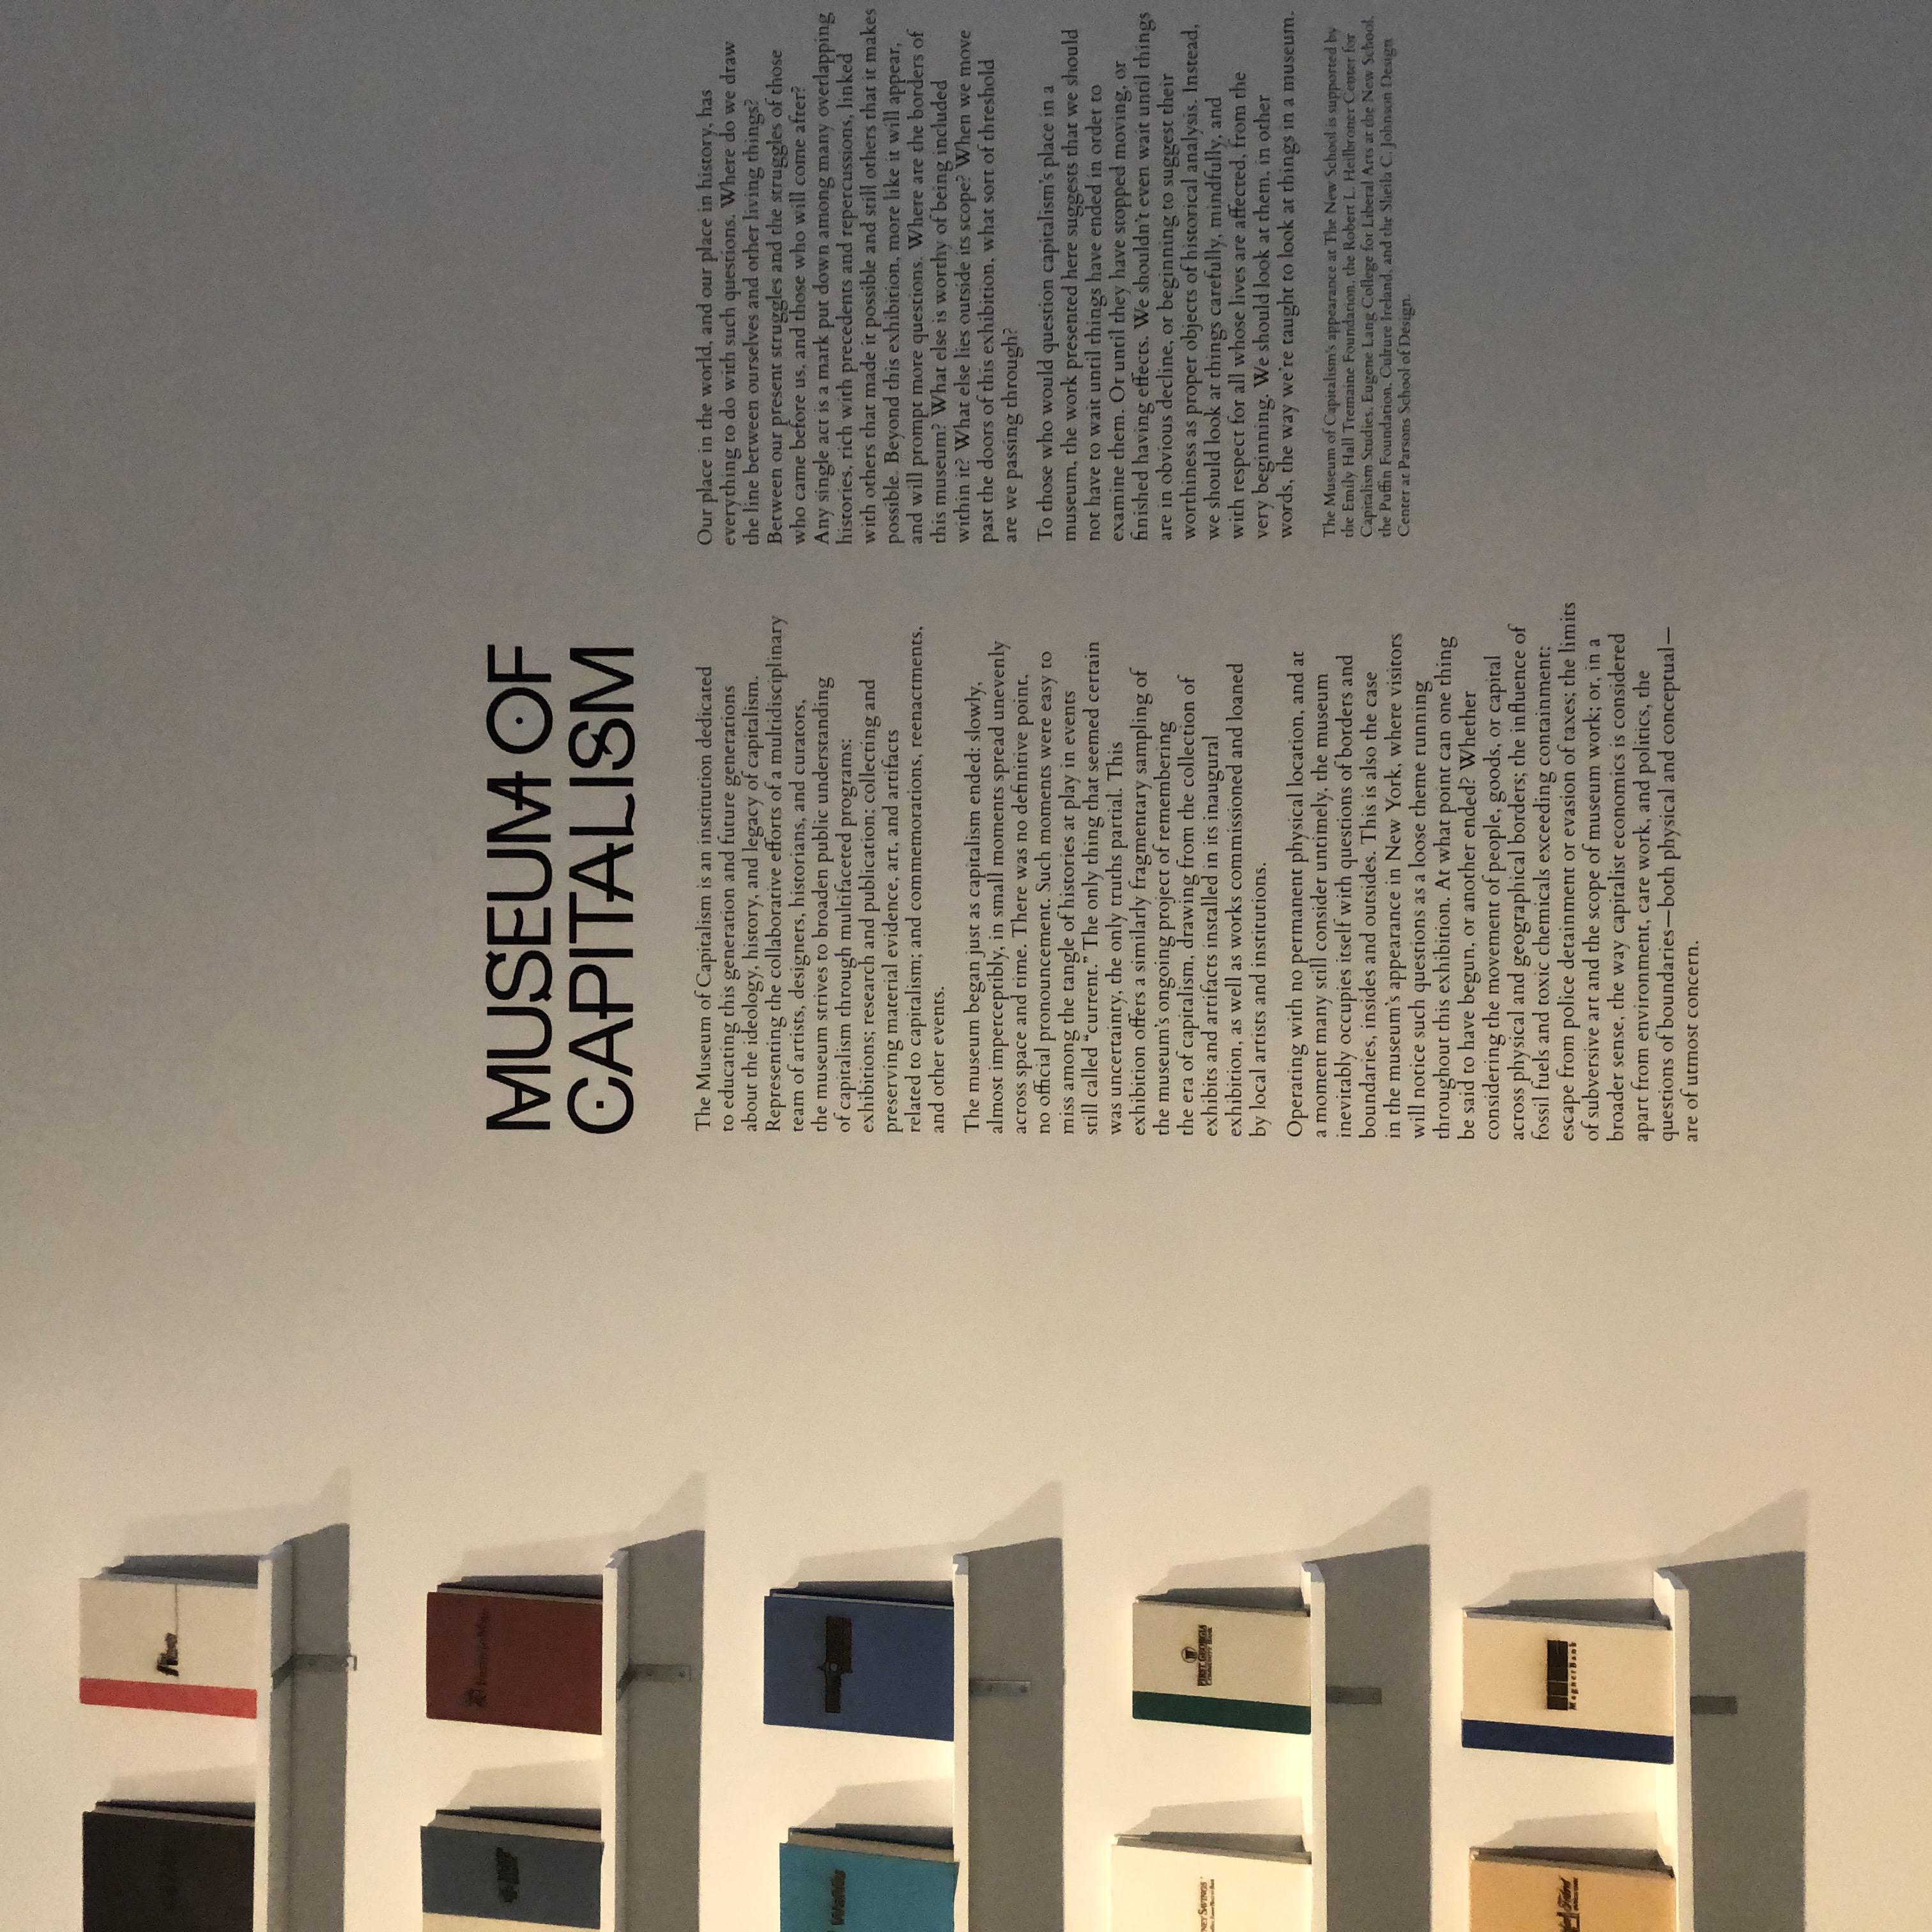 FannieMae
WaMu
NEY SAVINGS
FIRST GEORGIA
COMMUNITY BANK
MagnetBank
MUSEUM OF
CAPITALISM
The Museum of Capitalism is an institution dedicated
to educating this generation and future generations
about the ideology, history, and legacy of capitalism.
Representing the collaborative efforts of a multidisciplinary
team of artists, designers, historians, and curators,
the museum strives to broaden public understanding
of capitalism through multifaceted programs:
exhibitions; research and publication; collecting and
preserving material evidence, art, and artifacts
related to capitalism; and commemorations, reenactments,
and other events.
The museum began just as capitalism ended: slowly,
almost imperceptibly, in small moments spread unevenly
across space and time. There was no definitive point,
no official pronouncement. Such moments were easy to
miss among the tangle of histories at play in events
still called “current.” The only thing that seemed certain
was uncertainty, the only truths partial. This
exhibition offers a similarly fragmentary sampling of
the museum’s ongoing project of remembering
the era of capitalism, drawing from the collection of
exhibits and artifacts installed in its inaugural
exhibition, as well as works commissioned and loaned
by local artists and institutions.
Operating with no permanent physical location, and at
a moment many still consider untimely, the museum
inevitably occupies itself with questions of borders and
boundaries, insides and outsides. This is also the case
in the museum’s appearance in New York, where visitors
will notice such questions as a loose theme running
throughout this exhibition. At what point can one thing
be said to have begun, or another ended? Whether
considering the movement of people, goods, or capital
across physical and geographical borders; the influence of
fossil fuels and toxic chemicals exceeding containment;
escape from police detainment or evasion of taxes; the limits
of subversive art and the scope of museum work; or, in a
broader sense, the way capitalist economics is considered
apart from environment, care work, and politics, the
questions of boundaries—both physical and conceptual—
are of utmost concern.
Our place in the world, and our place in history, has
everything to do with such questions. Where do we draw
the line between ourselves and other living things?
Between our present struggles and the struggles of those
who came before us, and those who will come after?
Any single act is a mark put down among many overlapping
histories, rich with precedents and repercussions, linked
with others that made it possible and still others that it makes
possible. Beyond this exhibition, more like it will appear,
and will prompt more questions. Where are the borders of
this museum? What else is worthy of being included
within it? What else lies outside its scope? When we move
past the doors of this exhibition, what sort of threshold
are we passing through?
To those who would question capitalism’s place in a
museum, the work presented here suggests that we should
not have to wait until things have ended in order to
examine them. Or until they have stopped moving, or
finished having effects. We shouldn’t even wait until things
are in obvious decline, or beginning to suggest their
worthiness as proper objects of historical analysis. Instead,
we should look at things carefully, mindfully, and
with respect for all whose lives are affected, from the
very beginning. We should look at them, in other
words, the way we’re taught to look at things in a museum.
The Museum of Capitalism’s appearance at The New School is supported by
the Emily Hall Tremaine Foundation, the Robert L. Heilbroner Center for
Capitalism Studies, Eugene Lang College for Liberal Arts at the New School,
the Puffin Foundation, Culture Ireland, and the Sheila C. Johnson Design
Center at Parsons School of Design.